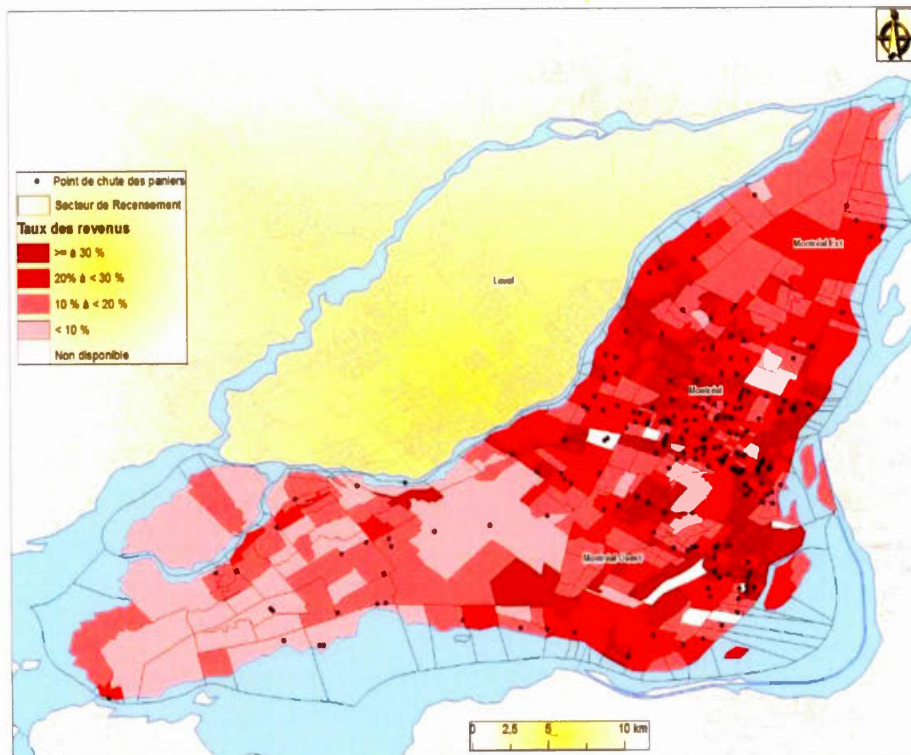 Point de chute des paniers
Secteur de Recensement
Taux des revenus
>= à 30 %
20% à < 30 %
10 % à < 20 %
< 10 %
Non disponible
Montréal Est
Laval
Montréal
Montréal Ouest
0 2,5 5 10 km